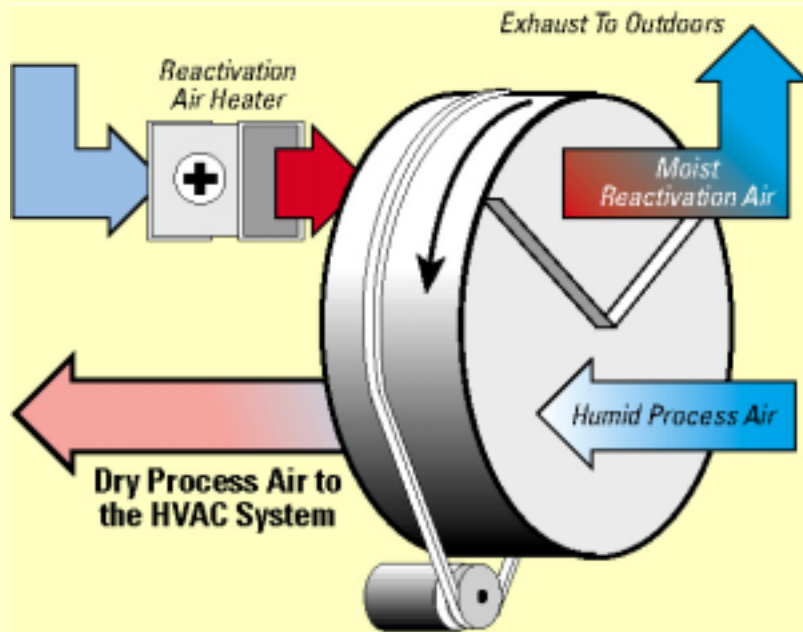 Exhaust To Outdoors
Reactivation
Air Heater
Moist
Reactivation Air
Humid Process Air
Dry Process Air to
the HVAC System